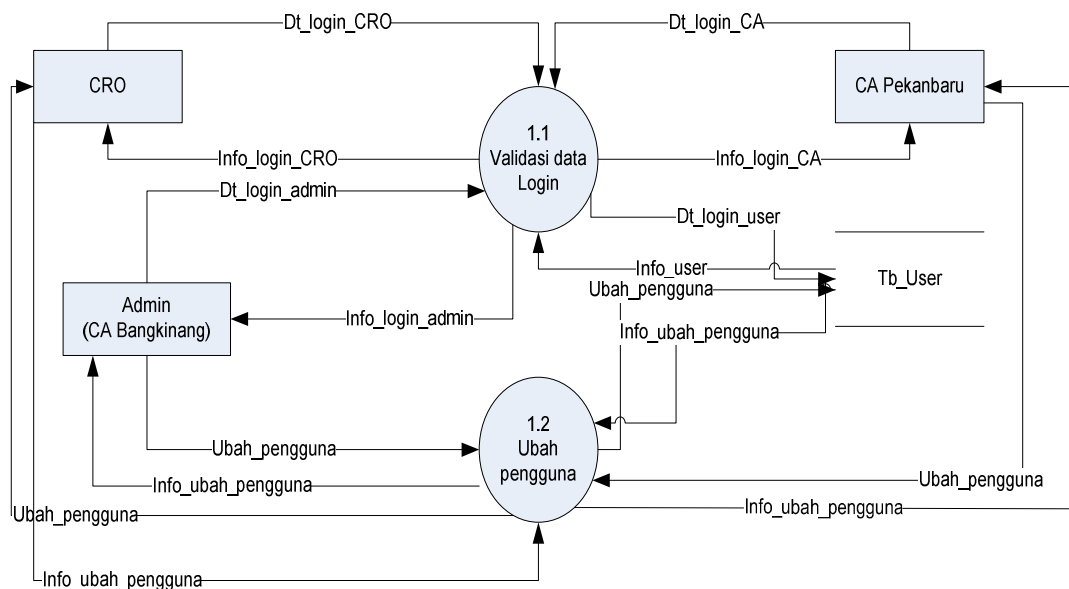 Dt_login_CRO
Dt_login_CA
CRO
CA Pekanbaru
1.1
Validasi data
Login
Info_login_CRO
Info_login_CA
Dt_login_admin
Dt_login_user
Info_user
Tb_User
Ubah_pengguna
Admin
(CA Bangkinang)
Info_login_admin
Info_ubah_pengguna
1.2
Ubah
pengguna
Ubah_pengguna
Ubah_pengguna
Info_ubah_pengguna
Info_ubah_pengguna
Ubah_pengguna
Info_ubah_pengguna